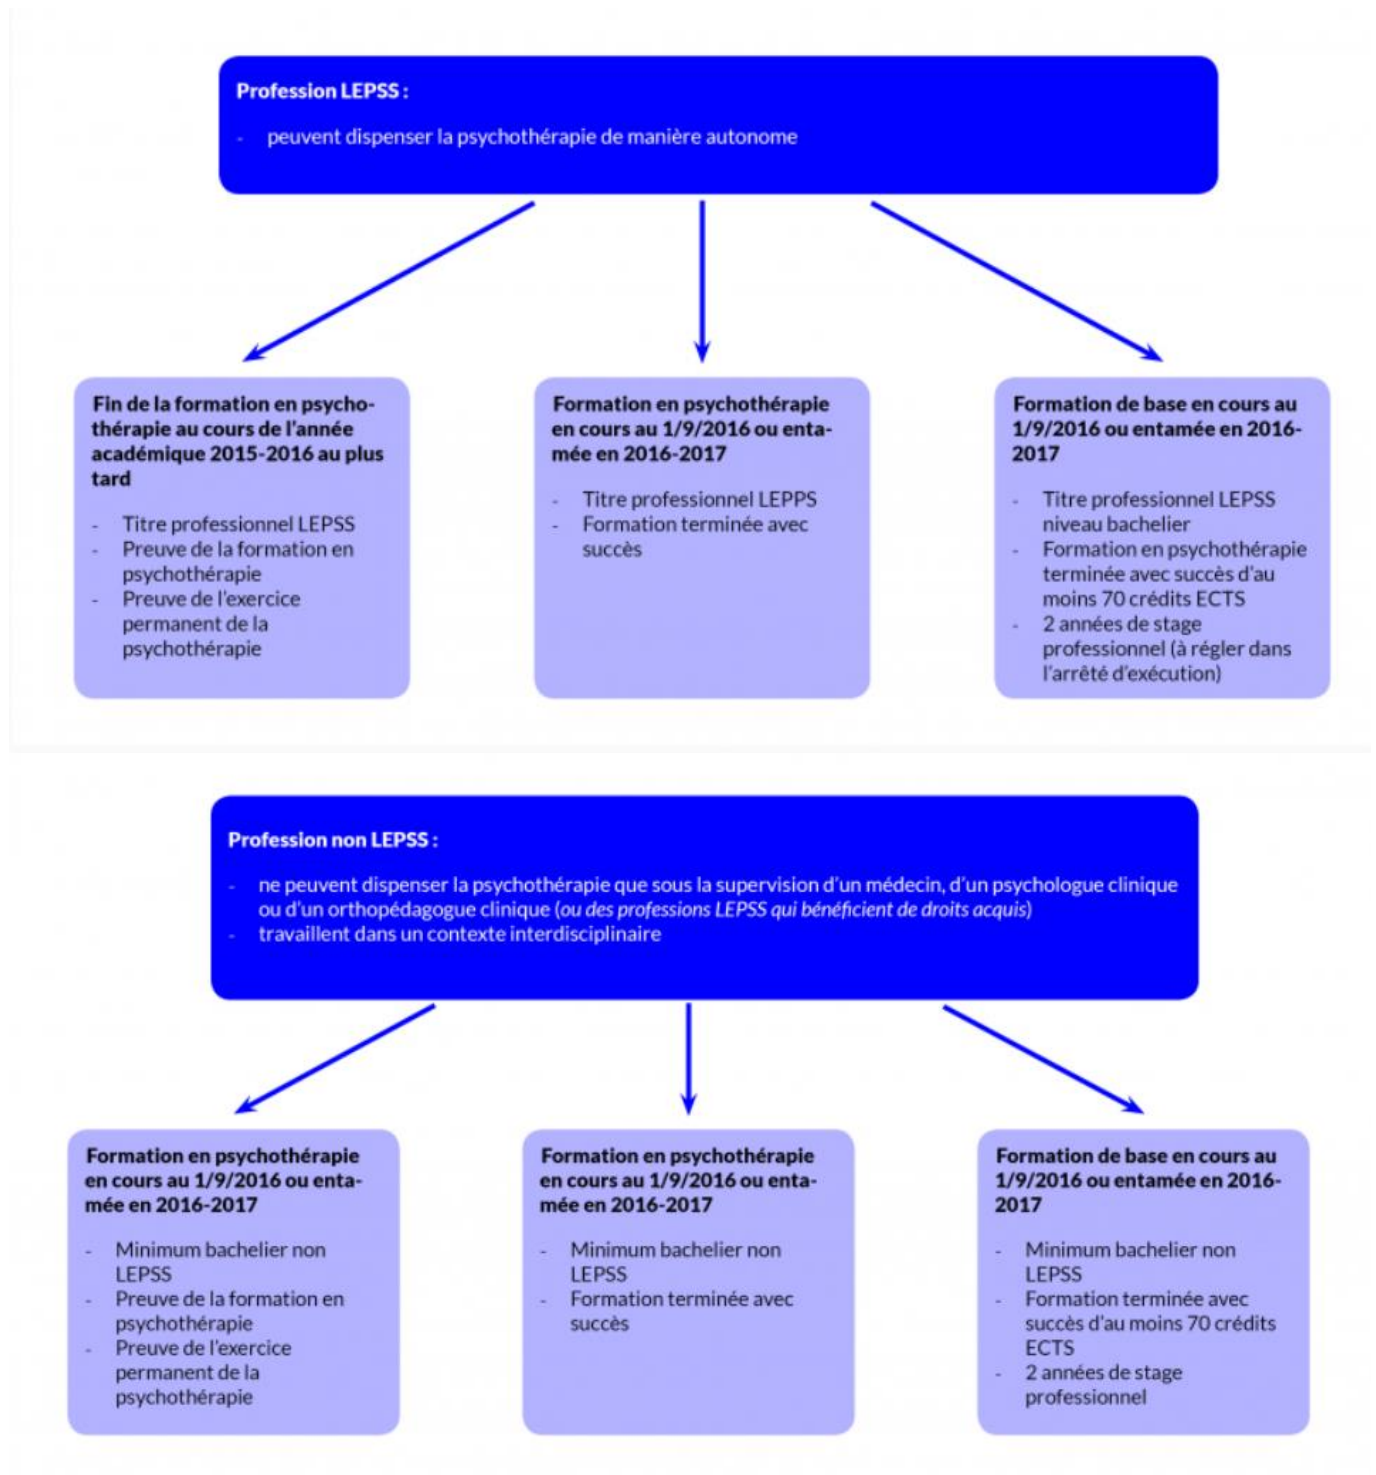 Profession LEPSS :
- peuvent dispenser la psychothérapie de manière autonome
Fin de la formation en psycho-
thérapie au cours de l'année
académique 2015-2016 au plus
tard
- Titre professionnel LEPSS
- Preuve de la formation en
psychothérapie
- Preuve de l'exercice
permanent de la
psychothérapie
Formation en psychothérapie
en cours au 1/9/2016 ou enta-
mée en 2016-2017
- Titre professionnel LEPPS
- Formation terminée avec
succès
Formation de base en cours au
1/9/2016 ou entamée en 2016-
2017
- Titre professionnel LEPSS
niveau bachelier
- Formation en psychothérapie
terminée avec succès d'au
moins 70 crédits ECTS
- 2 années de stage
professionnel (à régler dans
l'arrêté d'exécution)
Profession non LEPSS :
- ne peuvent dispenser la psychothérapie que sous la supervision d'un médecin, d'un psychologue clinique
ou d'un orthopédagogue clinique (ou des professions LEPSS qui bénéficient de droits acquis)
- travaillent dans un contexte interdisciplinaire
Formation en psychothérapie
en cours au 1/9/2016 ou enta-
mée en 2016-2017
- Minimum bachelier non
LEPSS
- Preuve de la formation en
psychothérapie
- Preuve de l'exercice
permanent de la
psychothérapie
Formation en psychothérapie
en cours au 1/9/2016 ou enta-
mée en 2016-2017
- Minimum bachelier non
LEPSS
- Formation terminée avec
succès
Formation de base en cours au
1/9/2016 ou entamée en 2016-
2017
- Minimum bachelier non
LEPSS
- Formation terminée avec
succès d'au moins 70 crédits
ECTS
- 2 années de stage
professionnel